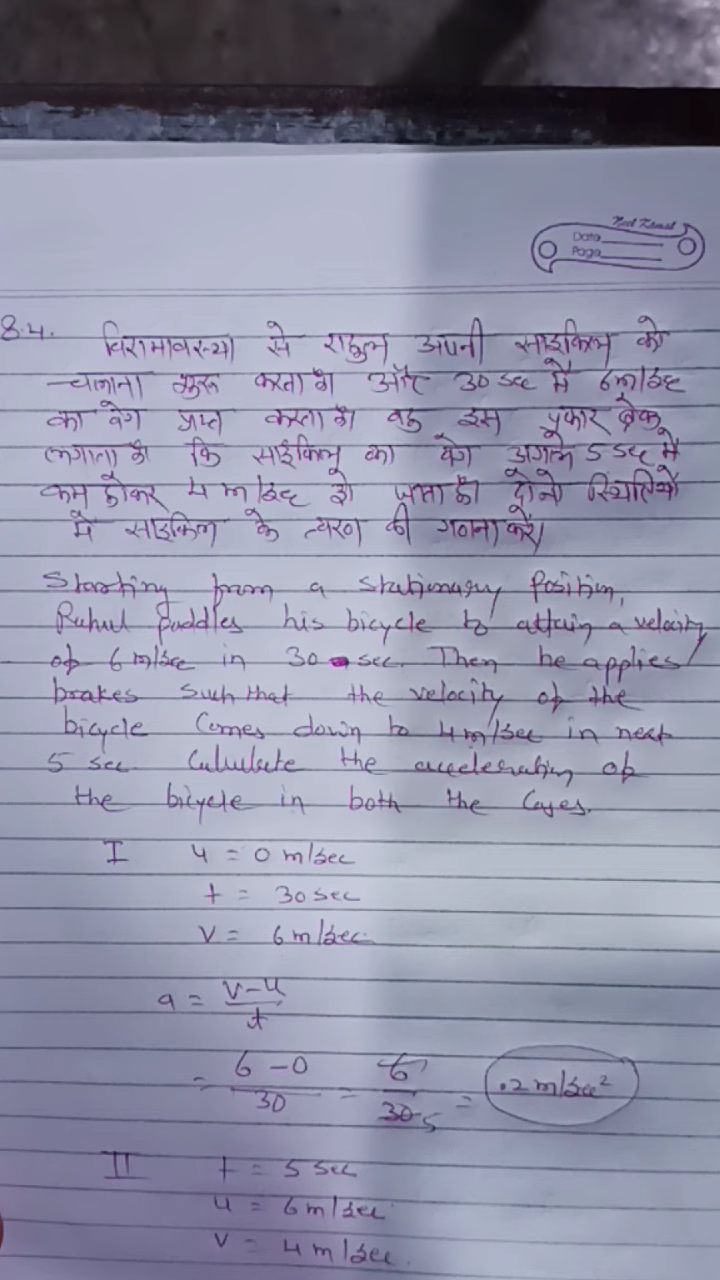 Neel Kamal
Date
Page
8.4. विरामावस्था से राहुल अपनी साइकिल को
चलाना शुरू करता है और 30 sec में 6m/sec
का वेग प्राप्त करता है वह इस प्रकार ब्रेक
लगाता है कि साइकिल का वेग अगले 5 sec में
कम होकर 4 m/sec हो जाता है। दोनो स्थितियों
में साइकिल के त्वरण की गणना करें।
Starting from a stationary Position,
Ruhul paddles his bicycle to attain a velocity
of 6 m/sec in 30 sec. Then he applies
brakes such that the velocity of the
bicycle comes down to 4 m/sec in next
5 sec. Calculate the acceleration of
the bicycle in both the Cases.
I u = 0 m/sec
t = 30 sec
v = 6 m/sec
a = v-u/t
= 6-0/30 = 6/30 5 = .2 m/sec²
II t = 5 sec
u = 6 m/sec
v = 4 m/sec.